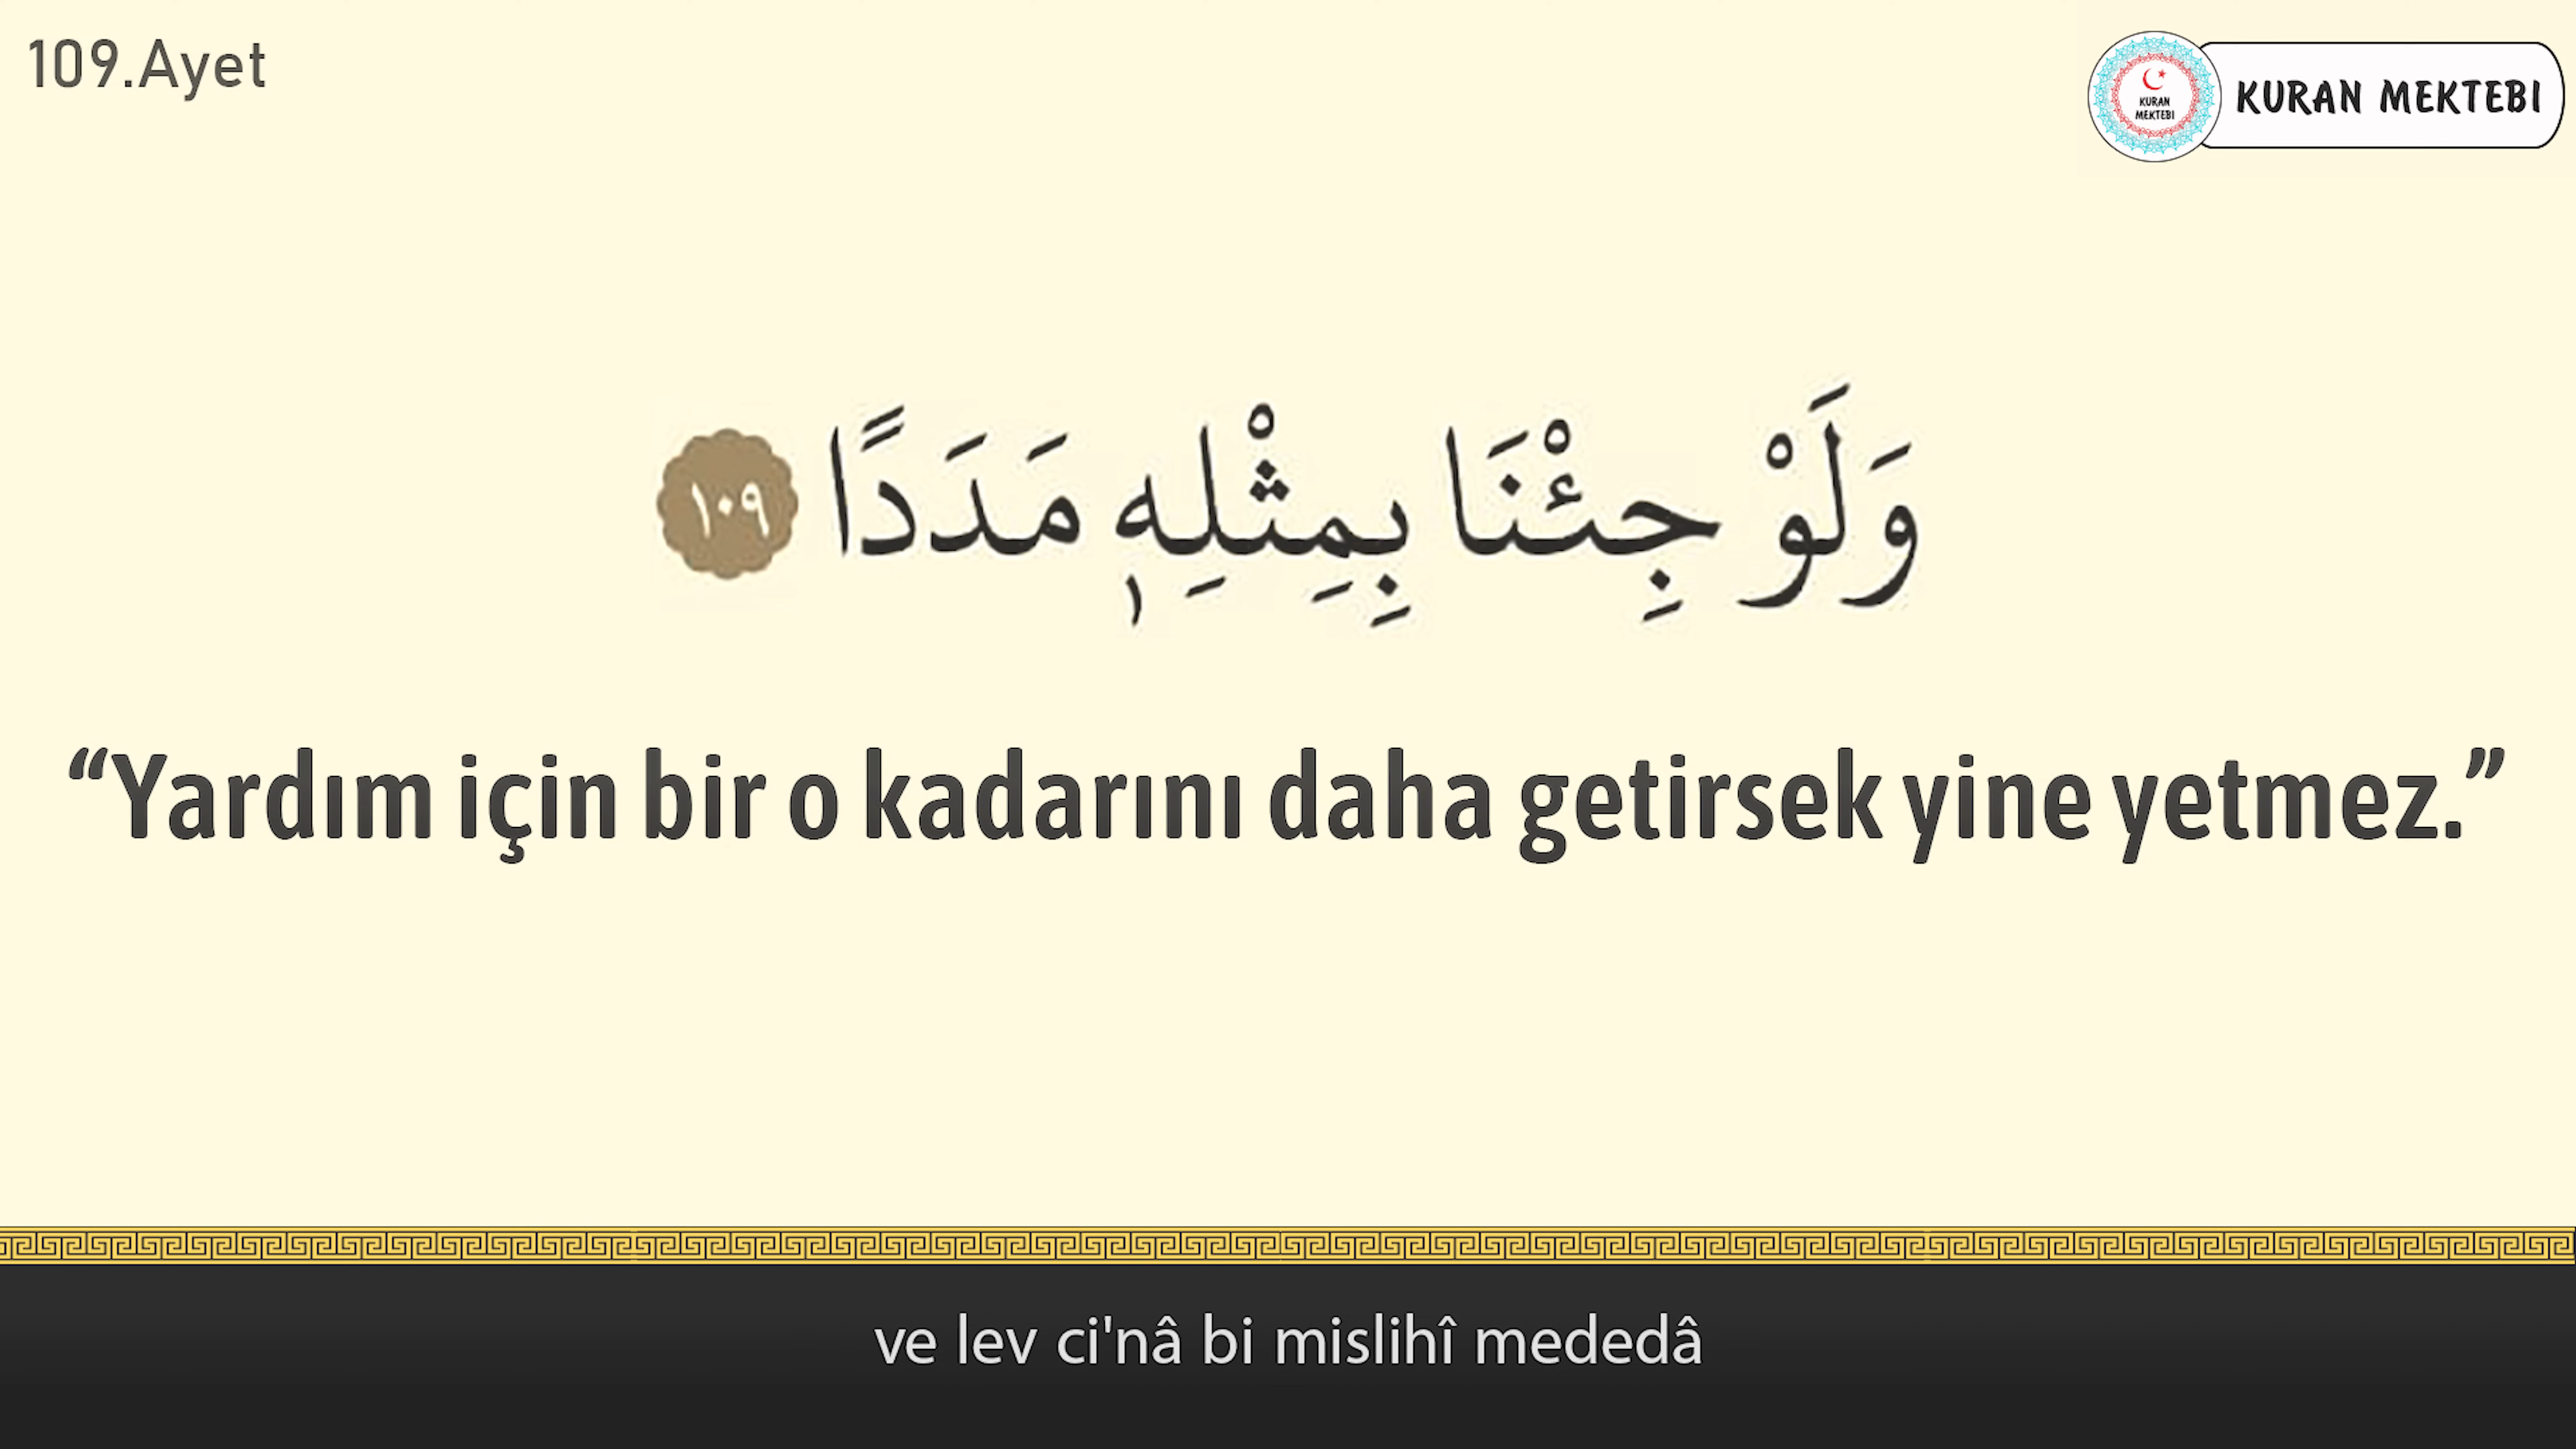 109.Ayet
KURAN
MEKTEBI
KURAN MEKTEBI
وَلَوْ جِئْنَا بِمِثْلِهٖ مَدَدًا ١٠٩
“Yardım için bir o kadarını daha getirsek yine yetmez.”
ve lev ci'nâ bi mislihî mededâ